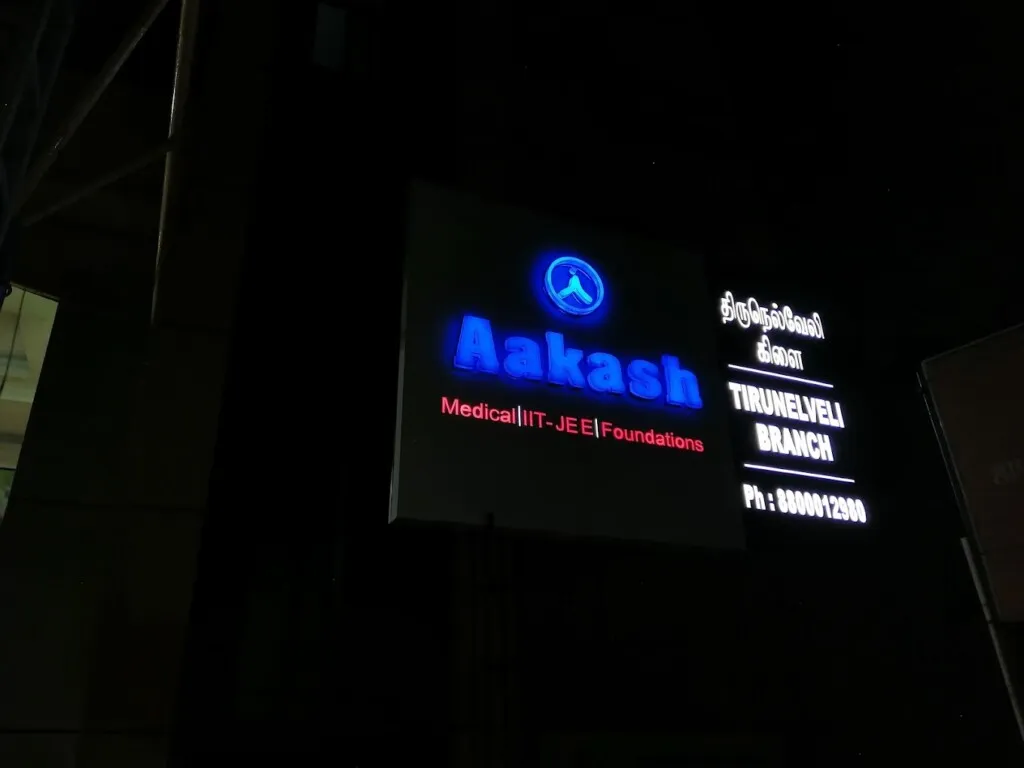 Aakash
Medical|IIT-JEE|Foundations
திருநெல்வேலி
கிளை
TIRUNELVELI
BRANCH
Ph : 8800012980